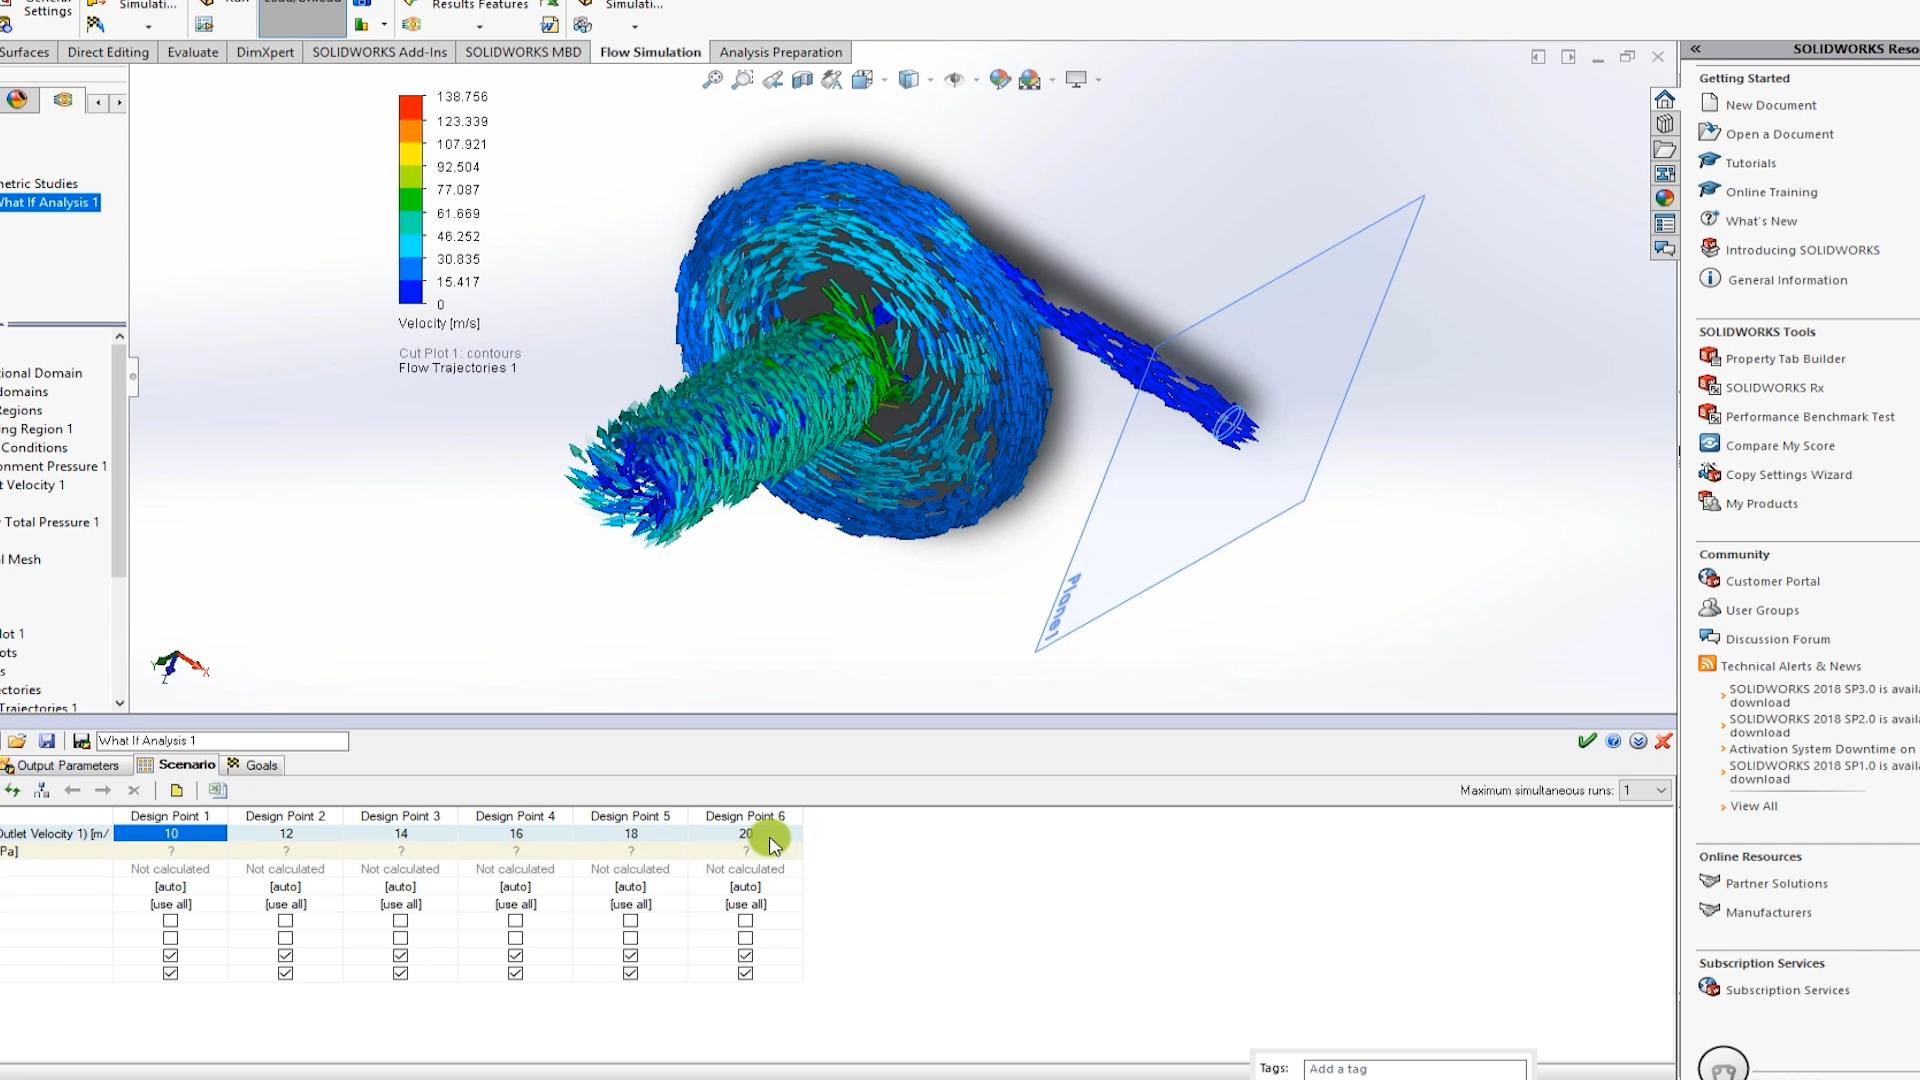 General
Settings
Simulati...
Results Features
Simulati...
Surfaces
Direct Editing
Evaluate
DimXpert
SOLIDWORKS Add-Ins
SOLIDWORKS MBD
Flow Simulation
Analysis Preparation
138.756
123.339
107.921
92.504
77.087
61.669
46.252
30.835
15.417
0
Velocity [m/s]
Cut Plot 1: contours
Flow Trajectories 1
netric Studies
What If Analysis 1
ional Domain
domains
Regions
ing Region 1
Conditions
onment Pressure 1
t Velocity 1
Total Pressure 1
l Mesh
lot 1
ots
s
ectories
Trajectories 1
Y
Z
X
Plane1
What If Analysis 1
Output Parameters
Scenario
Goals
Maximum simultaneous runs: 1
Design Point 1 Design Point 2 Design Point 3 Design Point 4 Design Point 5 Design Point 6
Outlet Velocity 1) [m/ 10 12 14 16 18 20
Pa] ? ? ? ? ? ?
Not calculated Not calculated Not calculated Not calculated Not calculated Not calculated
[auto] [auto] [auto] [auto] [auto] [auto]
[use all] [use all] [use all] [use all] [use all] [use all]
Tags: Add a tag
« SOLIDWORKS Reso
Getting Started
New Document
Open a Document
Tutorials
Online Training
What's New
Introducing SOLIDWORKS
General Information
SOLIDWORKS Tools
Property Tab Builder
SOLIDWORKS Rx
Performance Benchmark Test
Compare My Score
Copy Settings Wizard
My Products
Community
Customer Portal
User Groups
Discussion Forum
Technical Alerts & News
SOLIDWORKS 2018 SP3.0 is availa
download
SOLIDWORKS 2018 SP2.0 is availa
download
Activation System Downtime on
SOLIDWORKS 2018 SP1.0 is availa
download
View All
Online Resources
Partner Solutions
Manufacturers
Subscription Services
Subscription Services